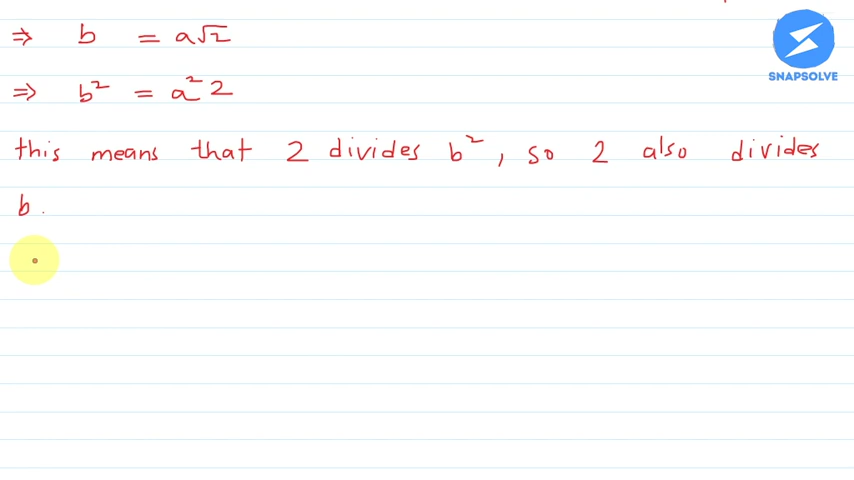 ⇒ b = a√2
SNAPSOLVE
⇒ b² = a² 2
this means that 2 divides b², so 2 also divides
b.